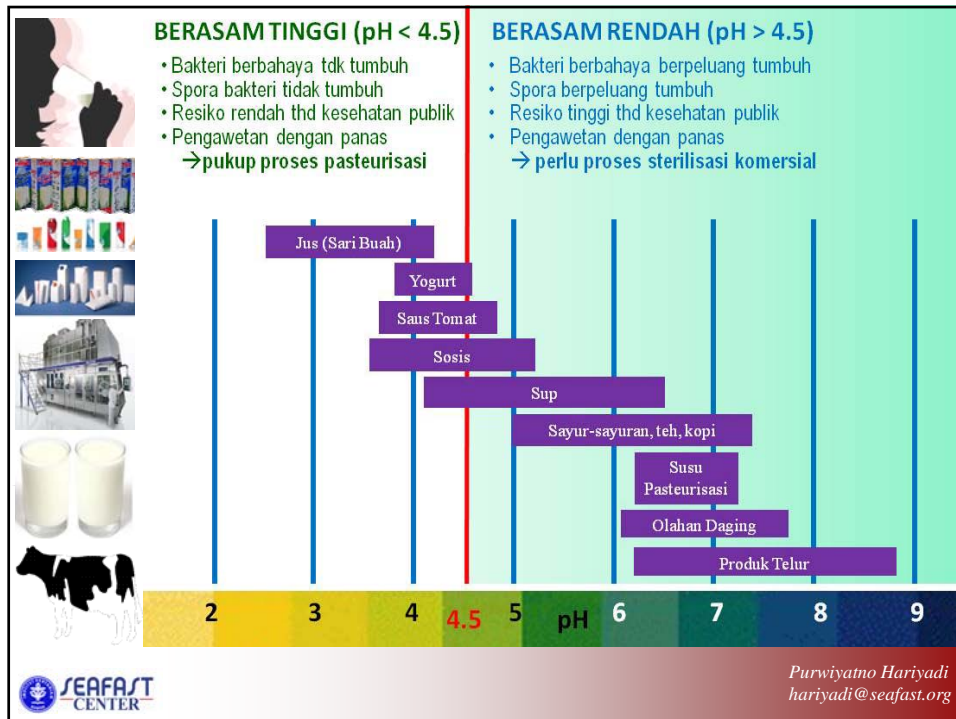 BERASAM TINGGI (pH < 4.5)
• Bakteri berbahaya tdk tumbuh
• Spora bakteri tidak tumbuh
• Resiko rendah thd kesehatan publik
• Pengawetan dengan panas
→pukup proses pasteurisasi
BERASAM RENDAH (pH > 4.5)
• Bakteri berbahaya berpeluang tumbuh
• Spora berpeluang tumbuh
• Resiko tinggi thd kesehatan publik
• Pengawetan dengan panas
→ perlu proses sterilisasi komersial
Jus (Sari Buah)
Yogurt
Saus Tomat
Sosis
Sup
Sayur-sayuran, teh, kopi
Susu
Pasteurisasi
Olahan Daging
Produk Telur
2 3 4 4.5 5 pH 6 7 8 9
SEAFAST
CENTER
Purwiyatno Hariyadi
hariyadi@seafast.org